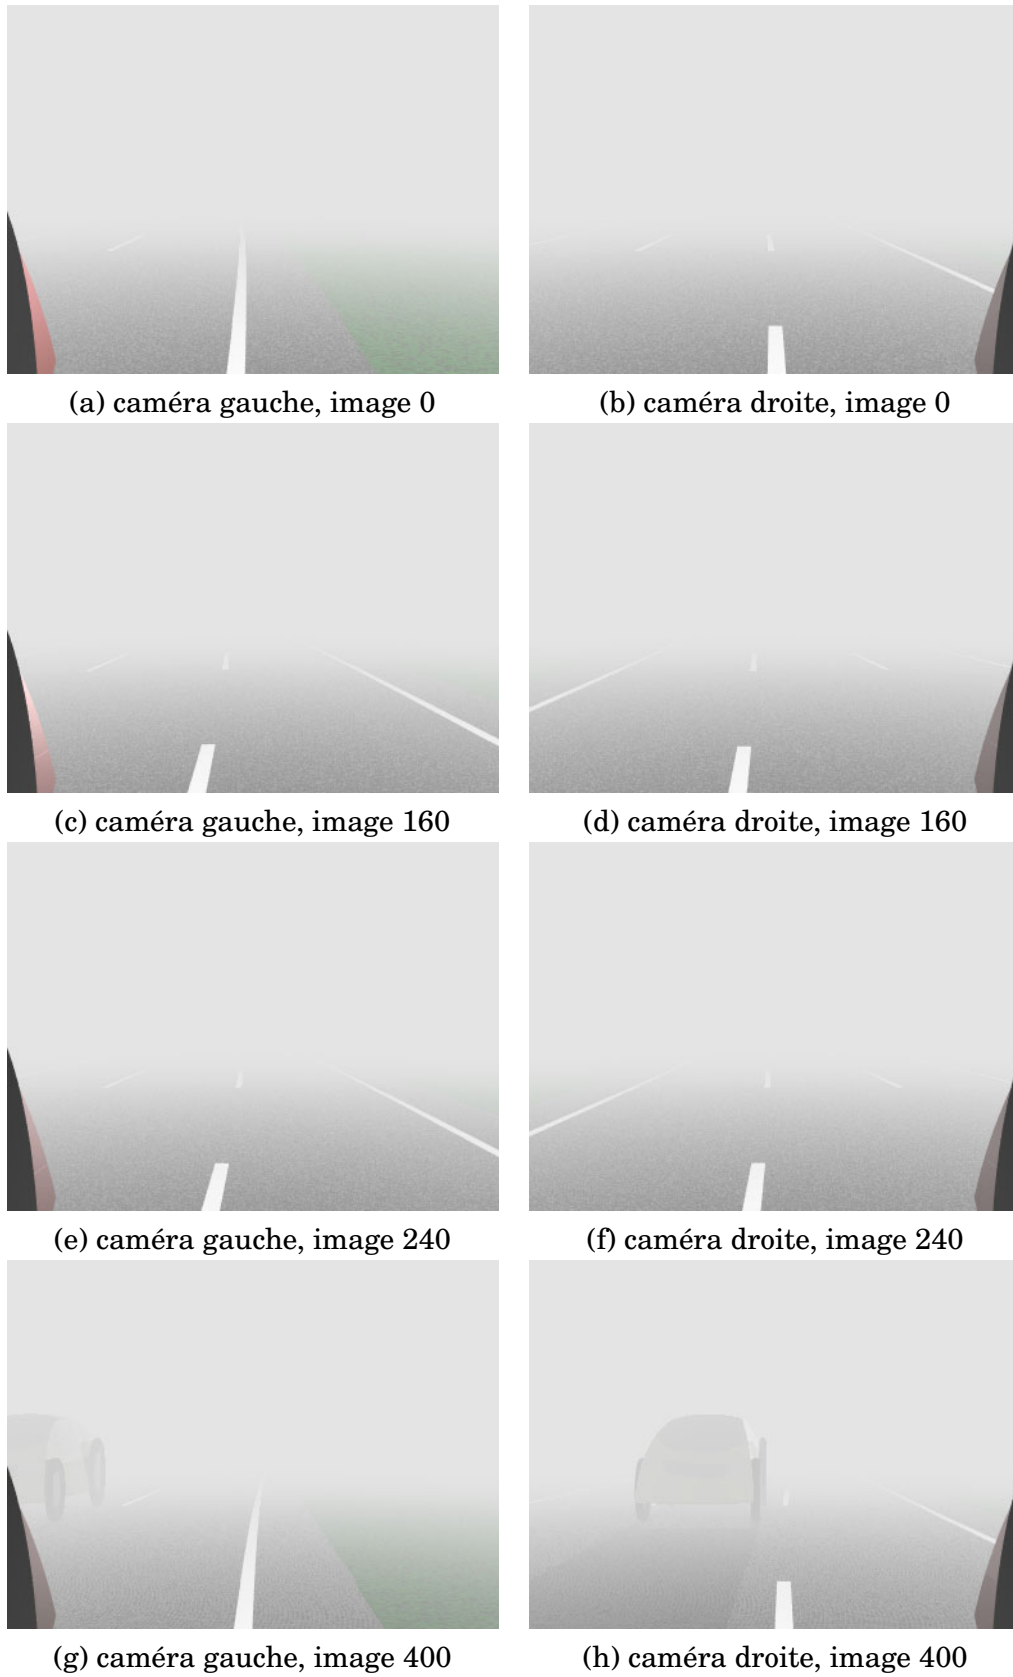 (a) caméra gauche, image 0
(b) caméra droite, image 0
(c) caméra gauche, image 160
(d) caméra droite, image 160
(e) caméra gauche, image 240
(f) caméra droite, image 240
(g) caméra gauche, image 400
(h) caméra droite, image 400